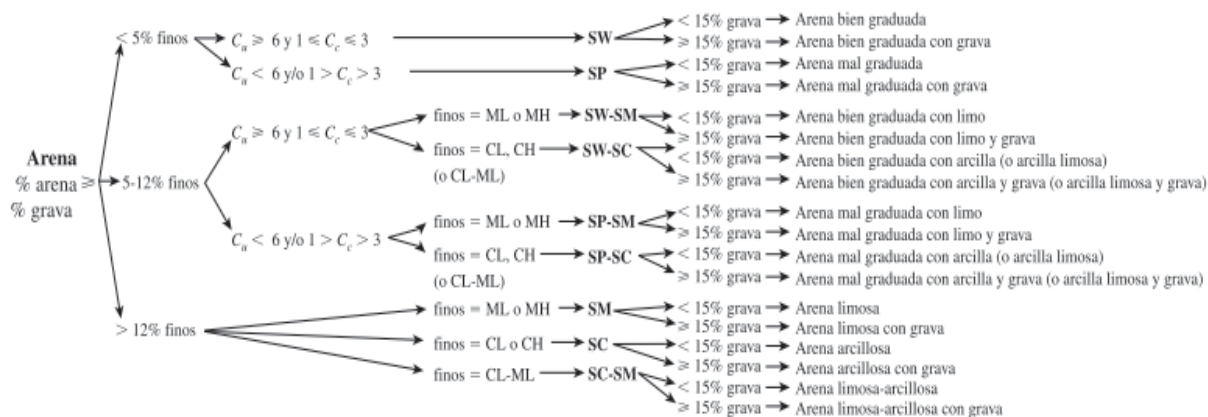 < 5% finos
C_u ⩾ 6 y 1 ⩽ C_c ⩽ 3
SW
< 15% grava → Arena bien graduada
⩾ 15% grava → Arena bien graduada con grava
C_u < 6 y/o 1 > C_c > 3
SP
< 15% grava → Arena mal graduada
⩾ 15% grava → Arena mal graduada con grava
Arena
% arena ⩾
% grava
5-12% finos
C_u ⩾ 6 y 1 ⩽ C_c ⩽ 3
finos = ML o MH → SW-SM
< 15% grava → Arena bien graduada con limo
⩾ 15% grava → Arena bien graduada con limo y grava
finos = CL, CH → SW-SC
(o CL-ML)
< 15% grava → Arena bien graduada con arcilla (o arcilla limosa)
⩾ 15% grava → Arena bien graduada con arcilla y grava (o arcilla limosa y grava)
C_u < 6 y/o 1 > C_c > 3
finos = ML o MH → SP-SM
< 15% grava → Arena mal graduada con limo
⩾ 15% grava → Arena mal graduada con limo y grava
finos = CL, CH → SP-SC
(o CL-ML)
< 15% grava → Arena mal graduada con arcilla (o arcilla limosa)
⩾ 15% grava → Arena mal graduada con arcilla y grava (o arcilla limosa y grava)
> 12% finos
finos = ML o MH → SM
< 15% grava → Arena limosa
⩾ 15% grava → Arena limosa con grava
finos = CL o CH → SC
< 15% grava → Arena arcillosa
⩾ 15% grava → Arena arcillosa con grava
finos = CL-ML → SC-SM
< 15% grava → Arena limosa-arcillosa
⩾ 15% grava → Arena limosa-arcillosa con grava